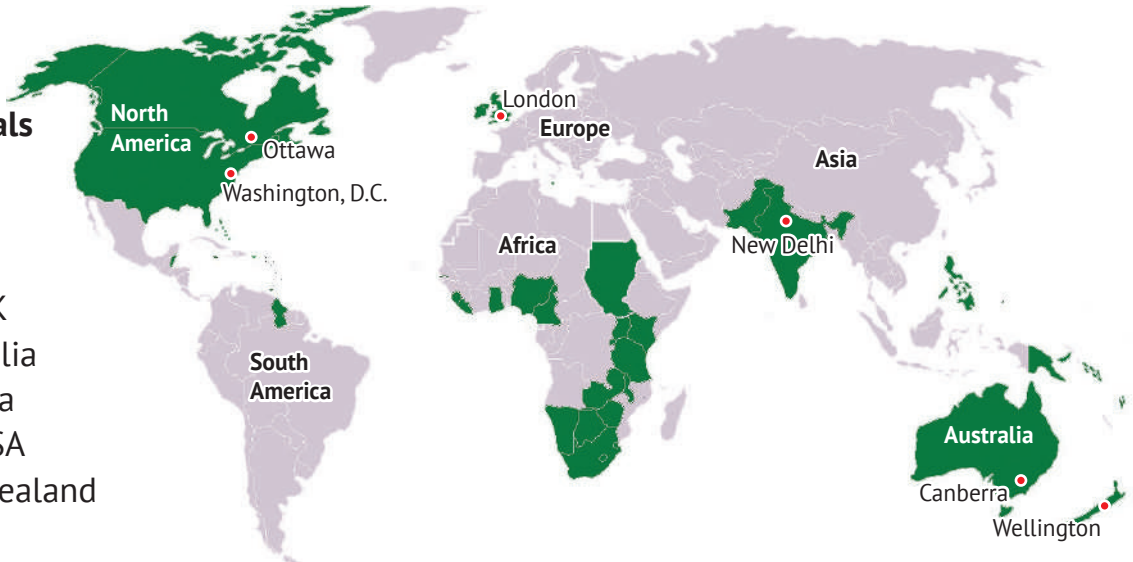 als
K
lia
a
SA
ealand
North
America
Ottawa
Washington, D.C.
South
America
London
Europe
Africa
Asia
New Delhi
Australia
Canberra
Wellington